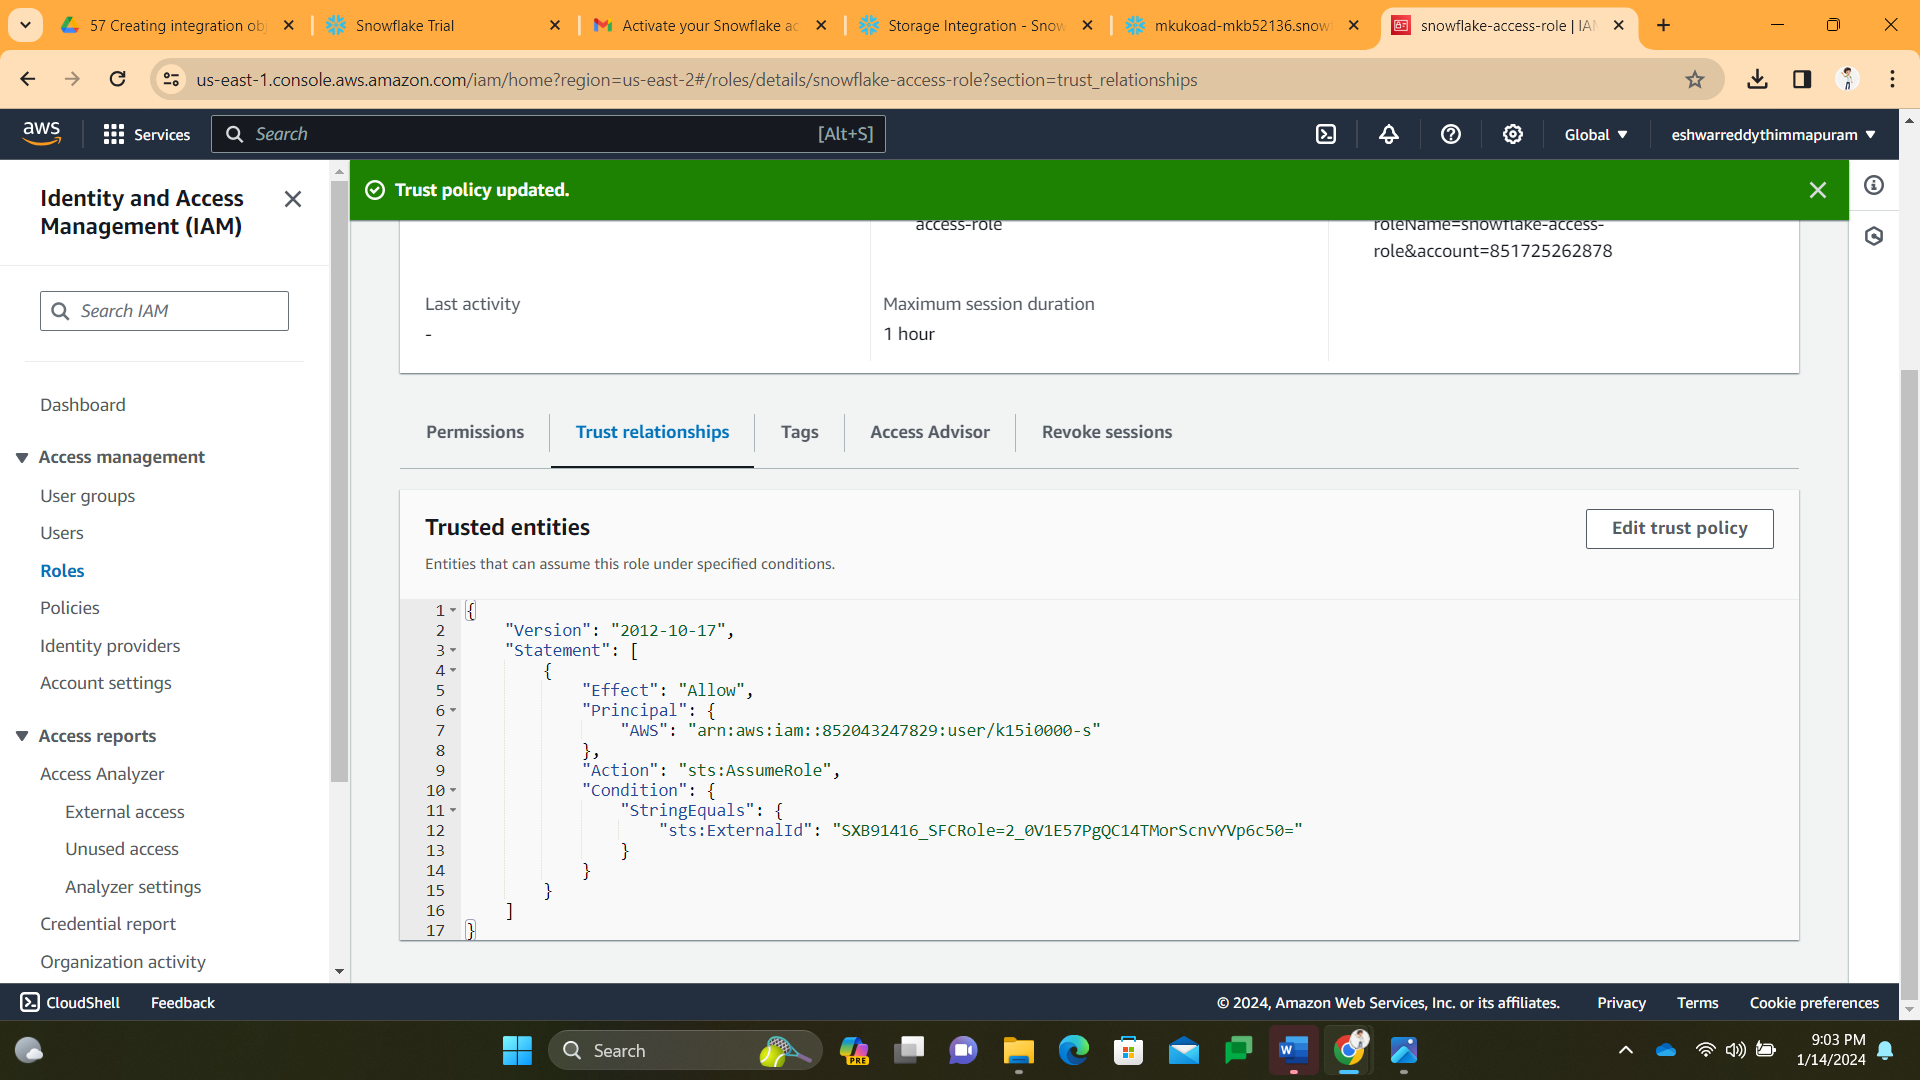 57 Creating integration obj
Snowflake Trial
Activate your Snowflake ac
Storage Integration - Snow
mkukoad-mkb52136.snowf
snowflake-access-role | IAM
us-east-1.console.aws.amazon.com/iam/home?region=us-east-2#/roles/details/snowflake-access-role?section=trust_relationships
aws
Services
Search
[Alt+S]
Global
eshwarreddythimmapuram
Identity and Access
Management (IAM)
Search IAM
Dashboard
Access management
User groups
Users
Roles
Policies
Identity providers
Account settings
Access reports
Access Analyzer
External access
Unused access
Analyzer settings
Credential report
Organization activity
Trust policy updated.
access-role
roleName=snowflake-access-
role&account=851725262878
Last activity
-
Maximum session duration
1 hour
Permissions
Trust relationships
Tags
Access Advisor
Revoke sessions
Trusted entities
Edit trust policy
Entities that can assume this role under specified conditions.
1 {
2 "Version": "2012-10-17",
3 "Statement": [
4 {
5 "Effect": "Allow",
6 "Principal": {
7 "AWS": "arn:aws:iam::852043247829:user/k15i0000-s"
8 },
9 "Action": "sts:AssumeRole",
10 "Condition": {
11 "StringEquals": {
12 "sts:ExternalId": "SXB91416_SFCRole=2_0V1E57PgQC14TMorScnvYVp6c50="
13 }
14 }
15 }
16 ]
17 }
CloudShell
Feedback
© 2024, Amazon Web Services, Inc. or its affiliates.
Privacy
Terms
Cookie preferences
Search
PRE
9:03 PM
1/14/2024